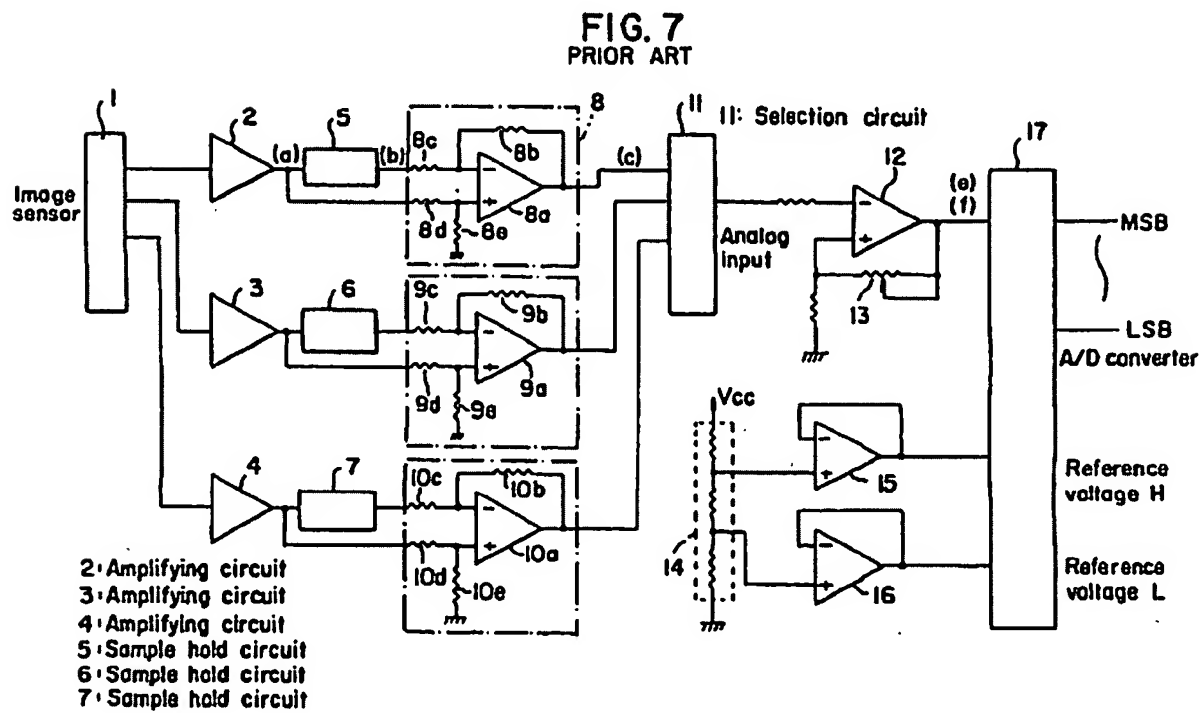 FIG. 7
PRIOR ART
1
2
5
8
11
11: Selection circuit
17
(a)
(b)
8c
8b
(c)
12
Image
sensor
8a
8d
8e
(e)
(f)
MSB
Analog
input
3
6
9c
9b
13
LSB
A/D converter
9a
9d
9e
Vcc
4
7
10c
10b
15
Reference
voltage H
10a
10d
10e
14
16
Reference
voltage L
2:Amplifying circuit
3:Amplifying circuit
4:Amplifying circuit
5:Sample hold circuit
6:Sample hold circuit
7:Sample hold circuit